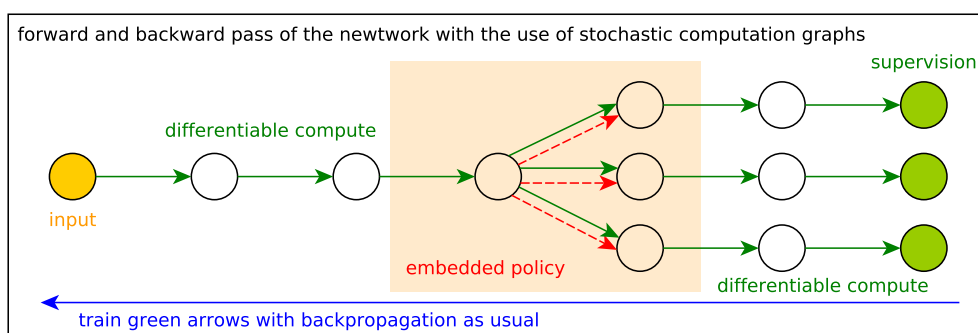 forward and backward pass of the newtwork with the use of stochastic computation graphs
supervision
differentiable compute
input
embedded policy
differentiable compute
train green arrows with backpropagation as usual